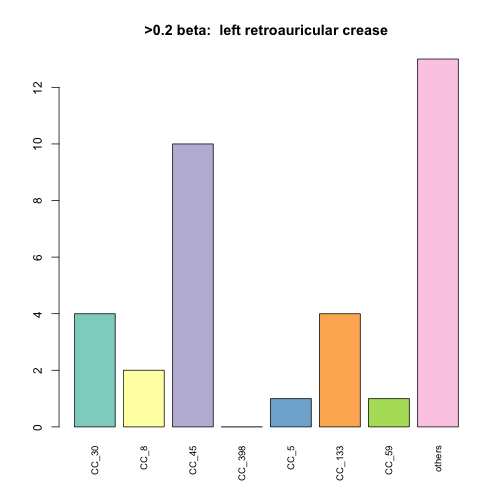 >0.2 beta:  left retroauricular crease
12
10
8
6
4
2
0
CC_30
CC_8
CC_45
CC_398
CC_5
CC_133
CC_59
others